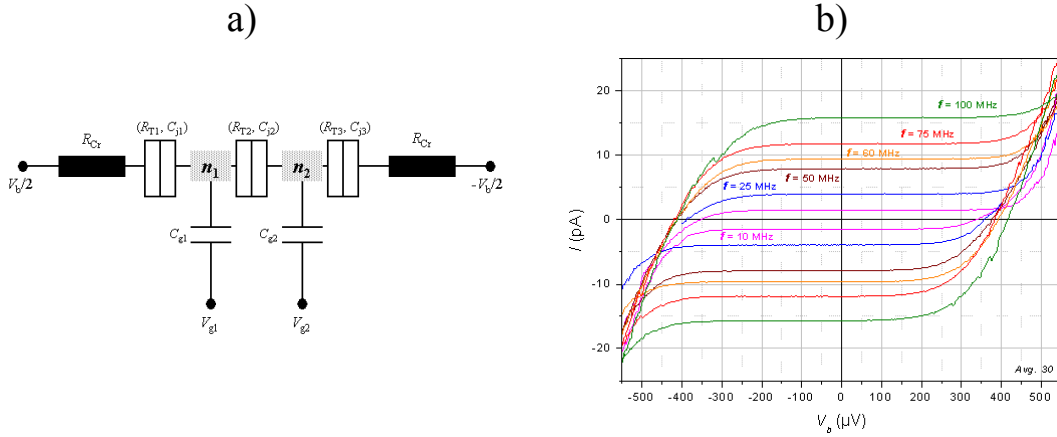 a)
b)
(R_T1, C_j1)
(R_T2, C_j2)
(R_T3, C_j3)
R_Cr
R_Cr
n_1
n_2
V_b/2
-V_b/2
C_g1
C_g2
V_g1
V_g2
20
10
0
-10
-20
I (pA)
f = 100 MHz
f = 75 MHz
f = 60 MHz
f = 50 MHz
f = 25 MHz
f = 10 MHz
Avg. 30
-500 -400 -300 -200 -100 0 100 200 300 400 500
V_b (µV)